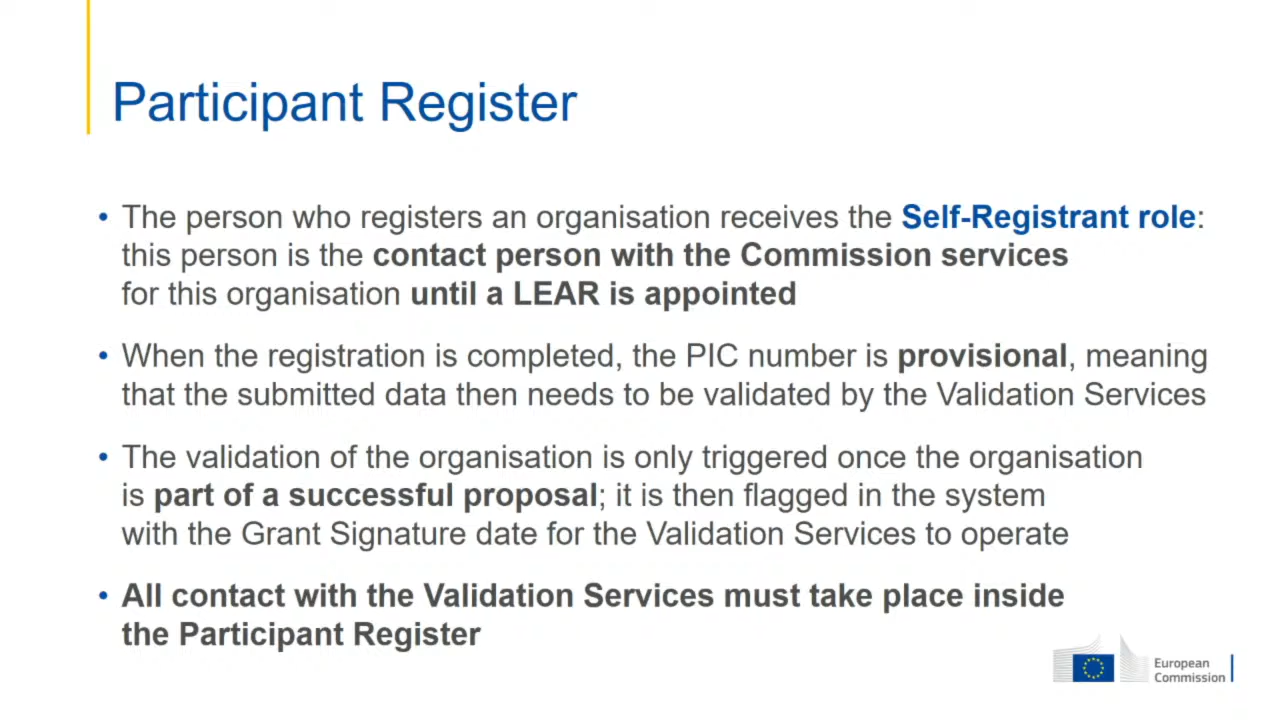 Participant Register
• The person who registers an organisation receives the Self-Registrant role:
this person is the contact person with the Commission services
for this organisation until a LEAR is appointed
• When the registration is completed, the PIC number is provisional, meaning
that the submitted data then needs to be validated by the Validation Services
• The validation of the organisation is only triggered once the organisation
is part of a successful proposal; it is then flagged in the system
with the Grant Signature date for the Validation Services to operate
• All contact with the Validation Services must take place inside
the Participant Register
European
Commission